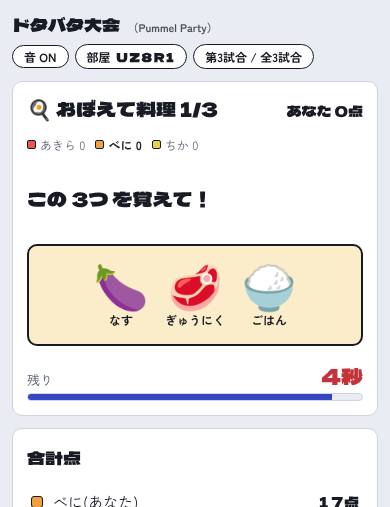 ドタバタ大会 （Pummel Party）
音 ON 部屋 UZ8R1 第3試合 / 全3試合
おぼえて料理 1/3 あなた 0点
あきら 0 べに 0 ちか 0
この 3つ を覚えて！
なす ぎゅうにく ごはん
残り 4秒
合計点
べに(あなた) 17点